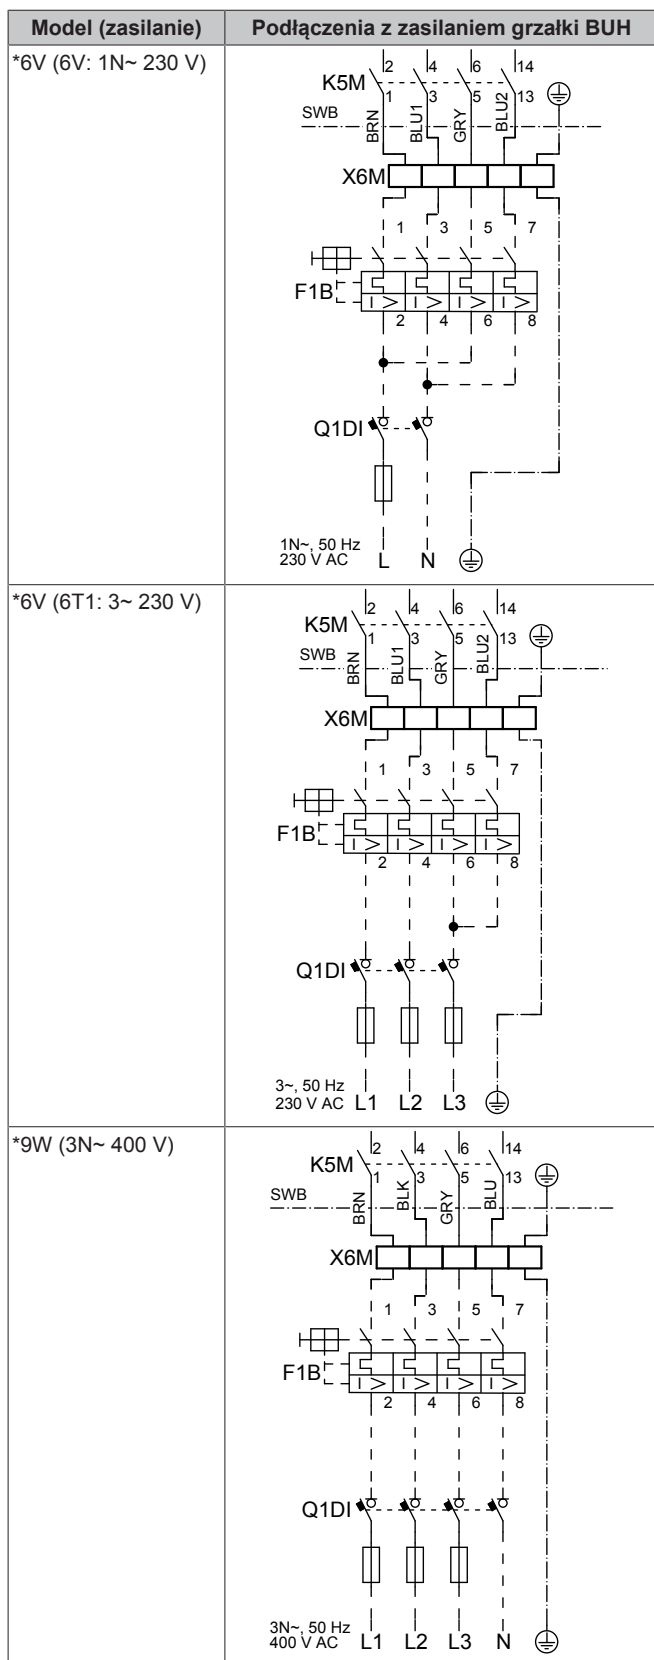 Model (zasilanie) Podłączenia z zasilaniem grzałki BUH
*6V (6V: 1N~ 230 V)
2 4 6 14
K5M
1 3 5 13
SWB
BRN BLU1 GRY BLU2
X6M
1 3 5 7
F1B
I > I > I > I >
2 4 6 8
Q1DI
1N~, 50 Hz
230 V AC L N
*6V (6T1: 3~ 230 V)
2 4 6 14
K5M
1 3 5 13
SWB
BRN BLU1 GRY BLU2
X6M
1 3 5 7
F1B
I > I > I > I >
2 4 6 8
Q1DI
3~, 50 Hz
230 V AC L1 L2 L3
*9W (3N~ 400 V)
2 4 6 14
K5M
1 3 5 13
SWB
BRN BLK GRY BLU
X6M
1 3 5 7
F1B
I > I > I > I >
2 4 6 8
Q1DI
3N~, 50 Hz
400 V AC L1 L2 L3 N